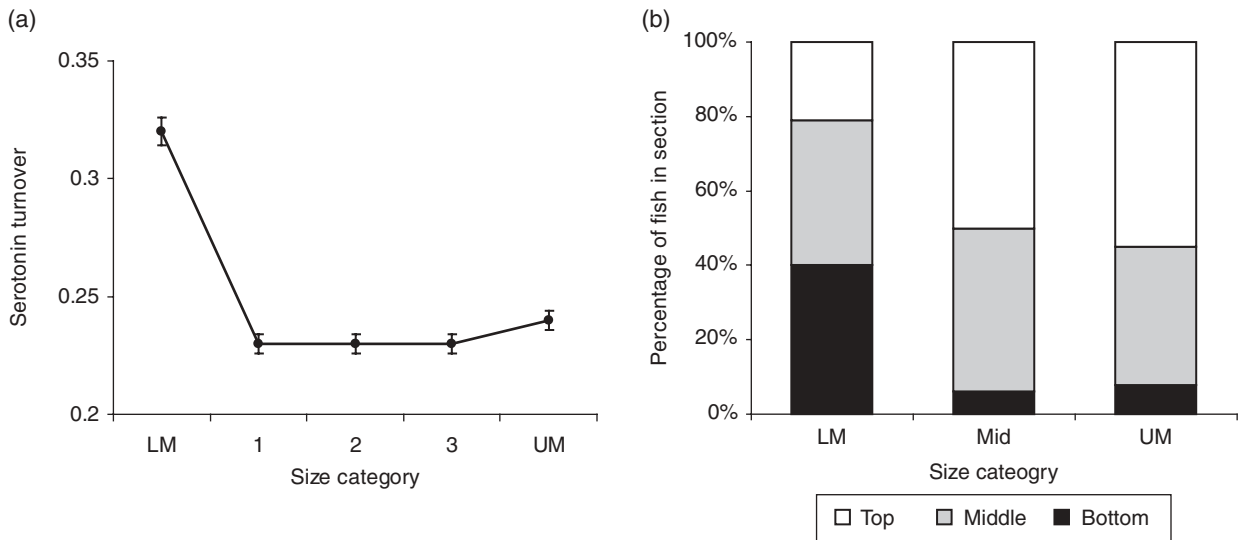 (a)
0.35
0.3
0.25
0.2
Serotonin turnover
LM 1 2 3 UM
Size category
(b)
100%
80%
60%
40%
20%
0%
Percentage of fish in section
LM Mid UM
Size cateogry
Top Middle Bottom